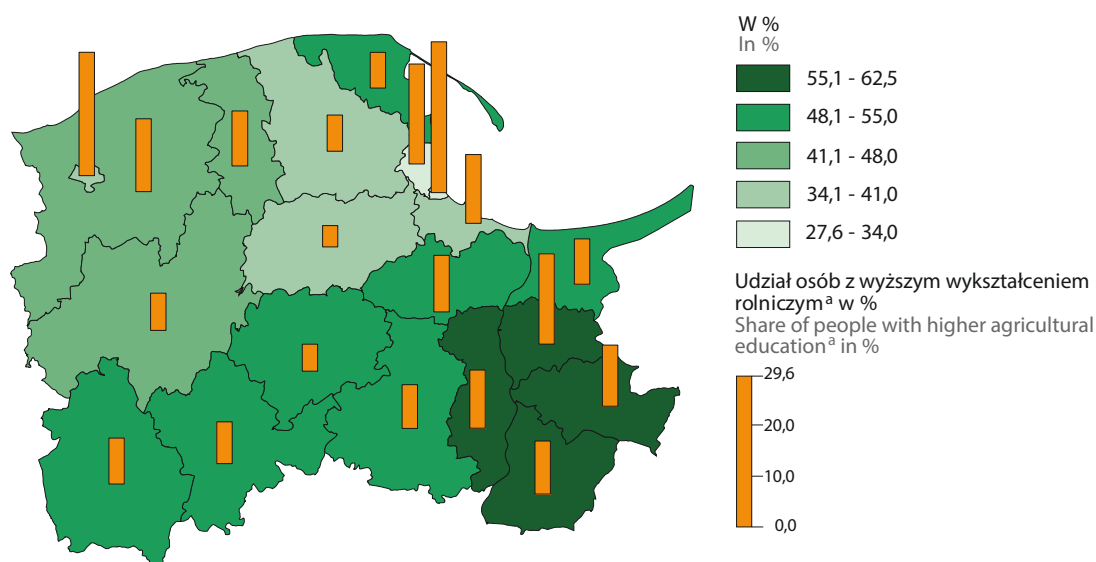 W %
In %
55,1 - 62,5
48,1 - 55,0
41,1 - 48,0
34,1 - 41,0
27,6 - 34,0
Udział osób z wyższym wykształceniem
rolniczymª w %
Share of people with higher agricultural
educationª in %
29,6
20,0
10,0
0,0